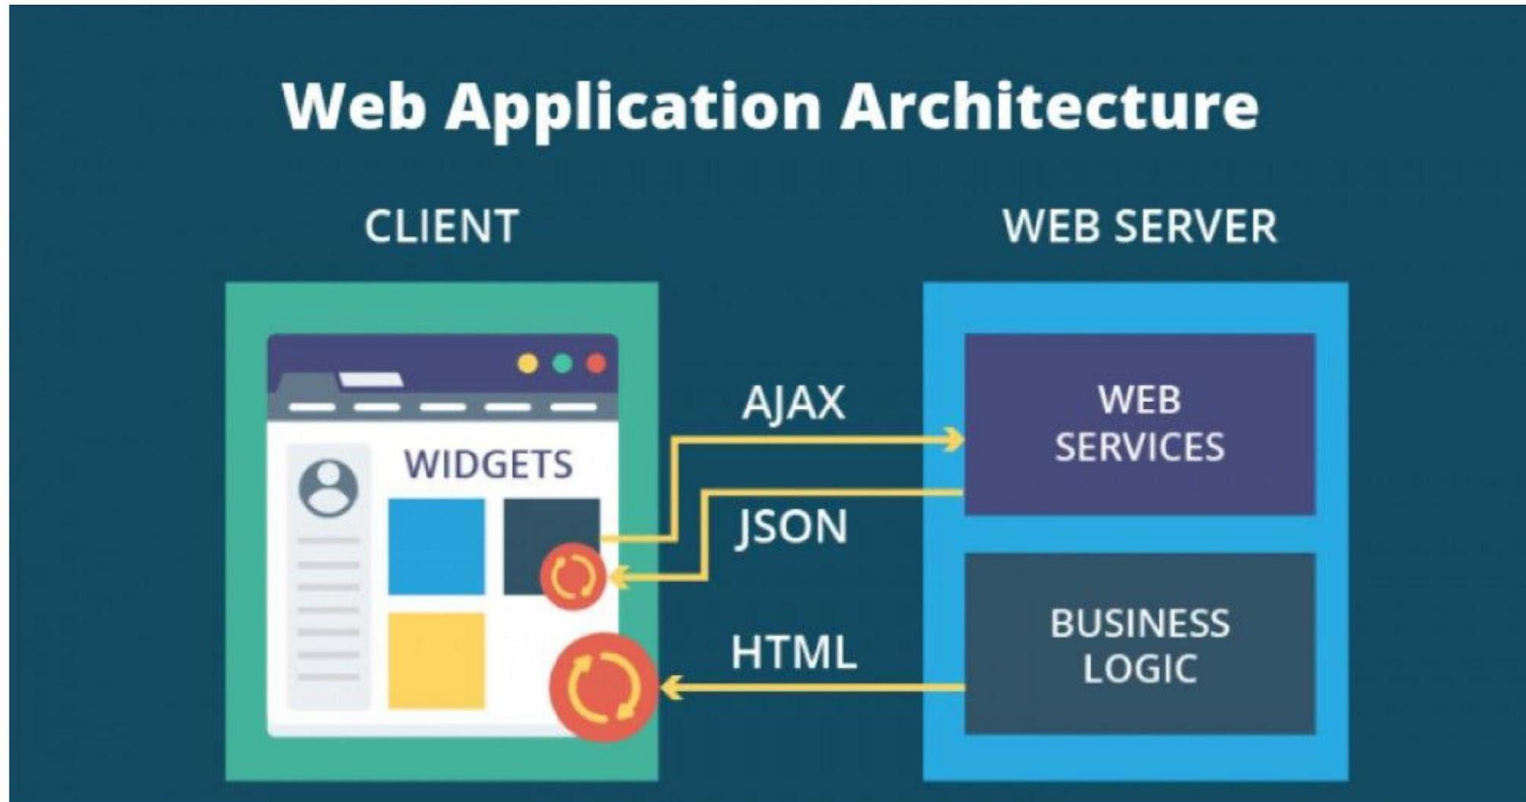 Web Application Architecture
CLIENT
WEB SERVER
WIDGETS
AJAX
JSON
HTML
WEB
SERVICES
BUSINESS
LOGIC